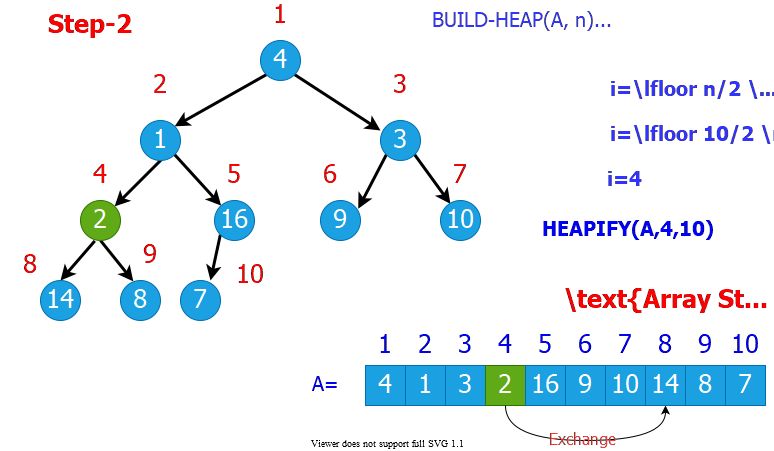 Step-2
1
BUILD-HEAP(A, n)...
4
2
3
i=\lfloor n/2 \...
1
3
i=\lfloor 10/2 \
4
5
6
7
i=4
2
16
9
10
HEAPIFY(A,4,10)
8
9
10
14
8
7
\text{Array St...
1 2 3 4 5 6 7 8 9 10
A= 4 1 3 2 16 9 10 14 8 7
Exchange
Viewer does not support full SVG 1.1